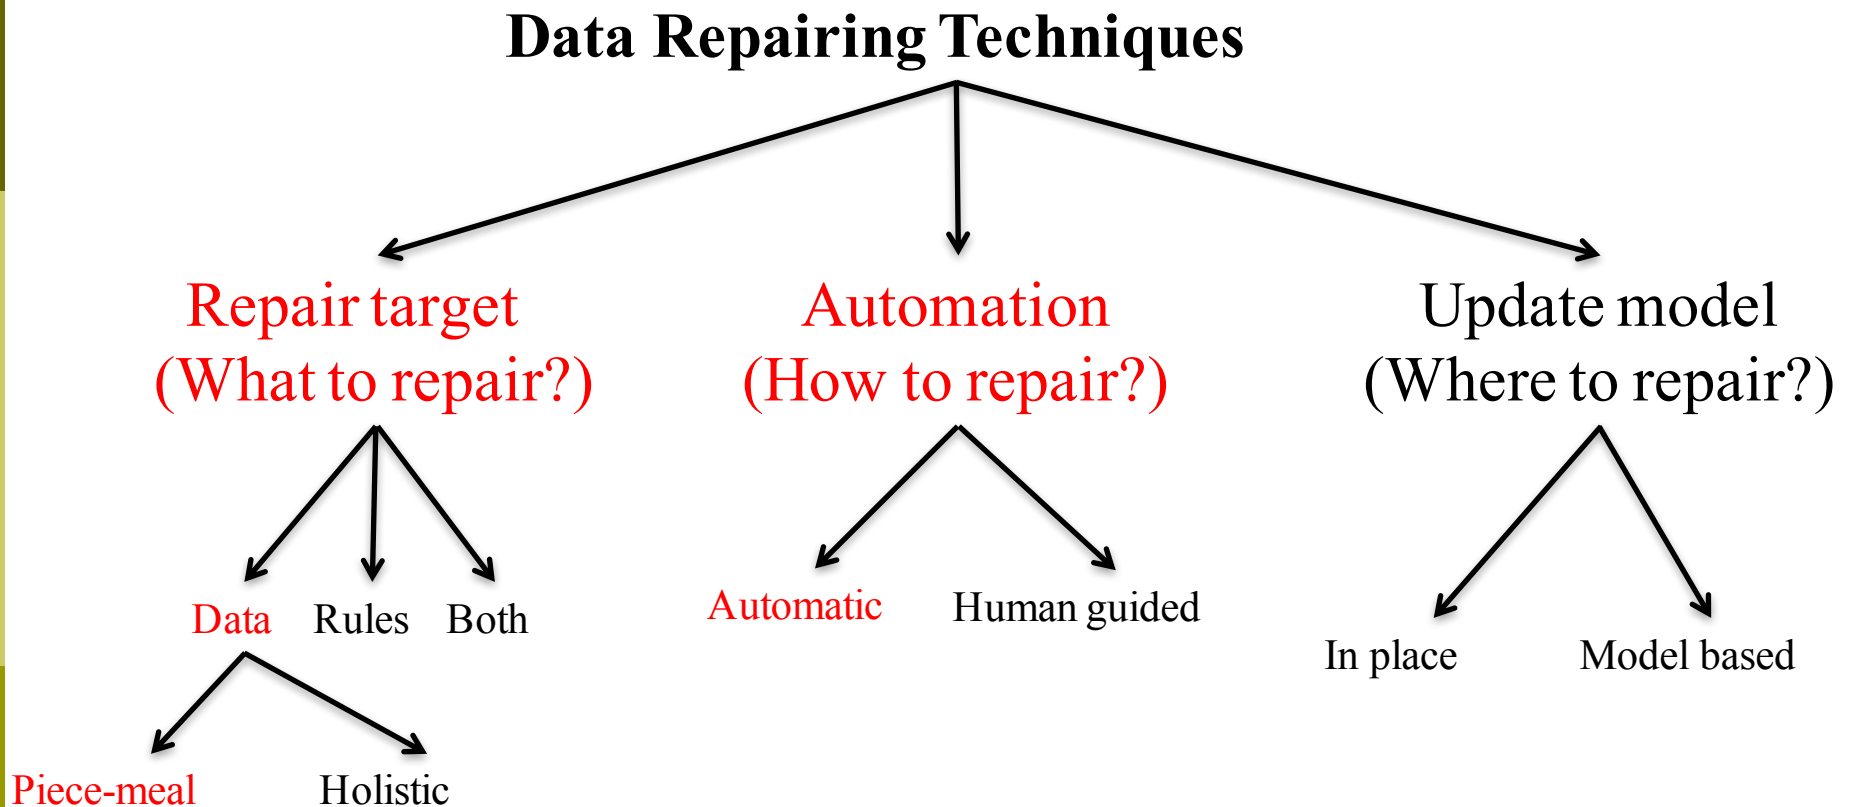 Data Repairing Techniques
Repair target
(What to repair?)
Automation
(How to repair?)
Update model
(Where to repair?)
Data
Rules
Both
Automatic
Human guided
In place
Model based
Piece-meal
Holistic